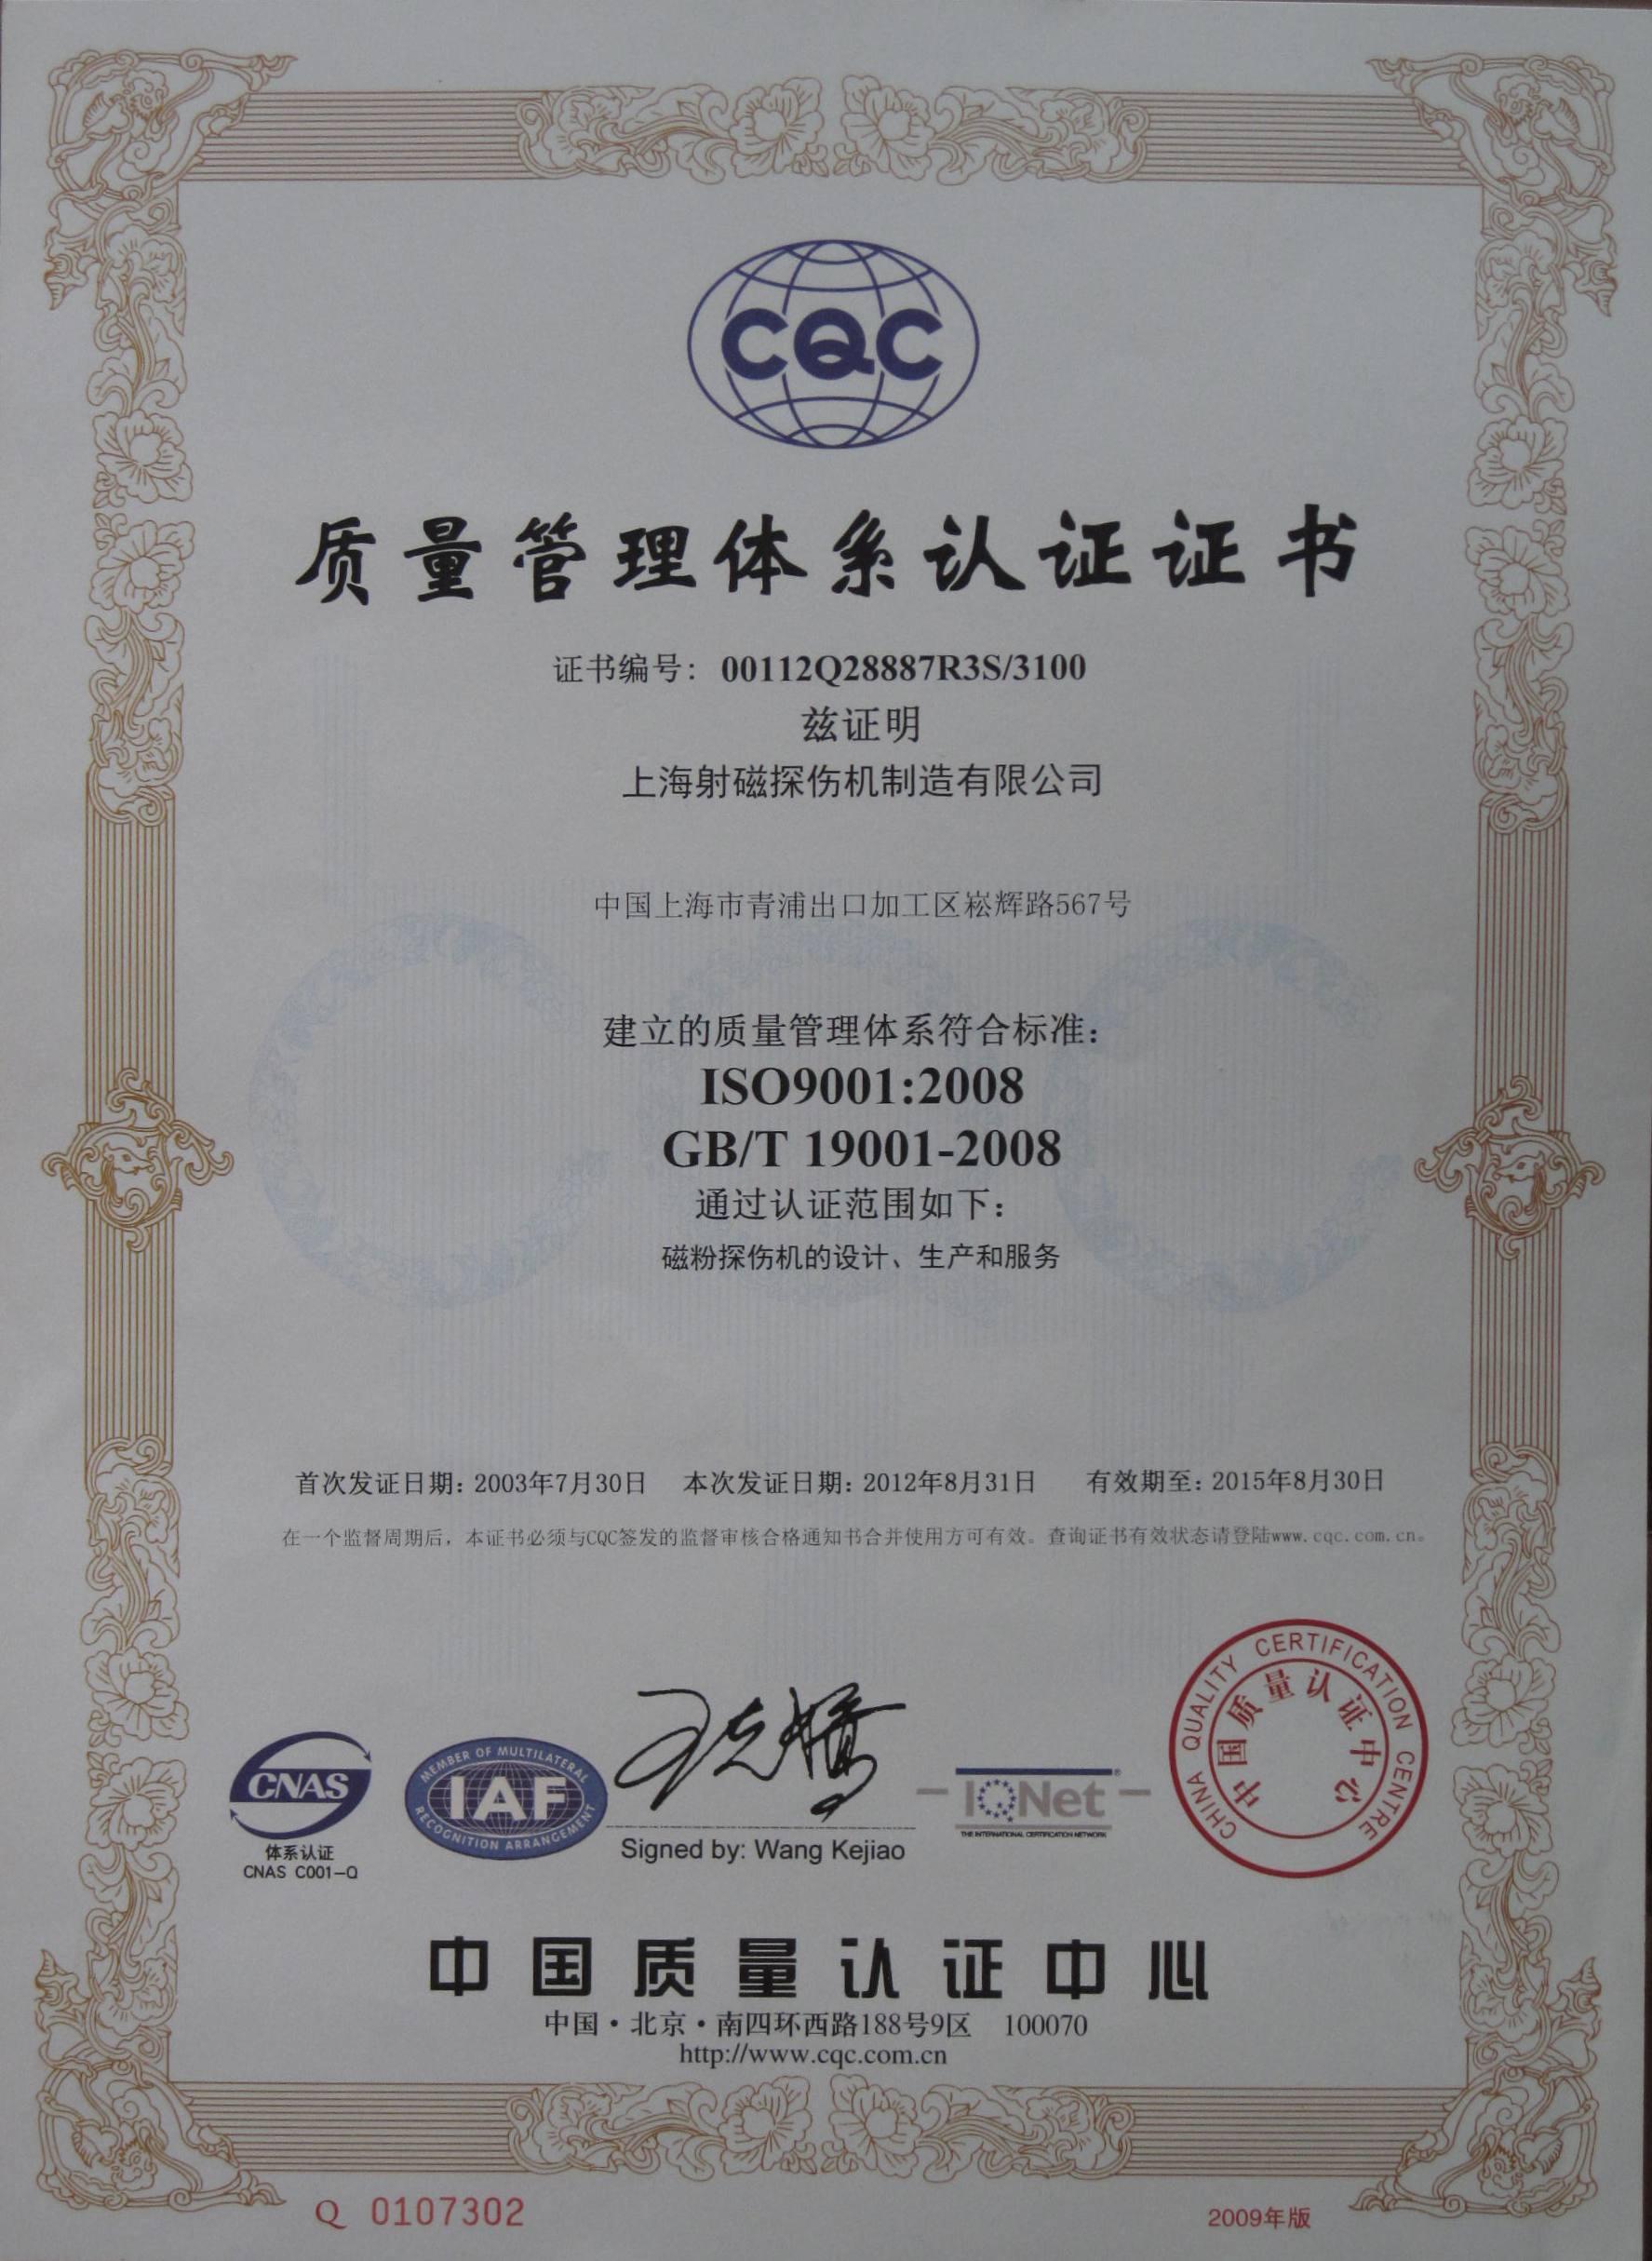 CQC
质量管理体系认证证书
证书编号：00112Q28887R3S/3100
兹证明
上海射磁探伤机制造有限公司
中国上海市青浦出口加工区崧辉路567号
建立的质量管理体系符合标准：
ISO9001:2008
GB/T 19001-2008
通过认证范围如下：
磁粉探伤机的设计、生产和服务
首次发证日期：2003年7月30日 本次发证日期：2012年8月31日 有效期至：2015年8月30日
在一个监督周期后，本证书必须与CQC签发的监督审核合格通知书合并使用方可有效。查询证书有效状态请登陆www.cqc.com.cn。
CNAS
体系认证
CNAS C001-Q
MEMBER OF MULTILATERAL
IAF
RECOGNITION ARRANGEMENT
Signed by: Wang Kejiao
IQNet
THE INTERNATIONAL CERTIFICATION NETWORK
CHINA QUALITY CERTIFICATION CENTRE
中国质量认证中心
中国质量认证中心
中国·北京·南四环西路188号9区 100070
http://www.cqc.com.cn
Q 0107302
2009年版